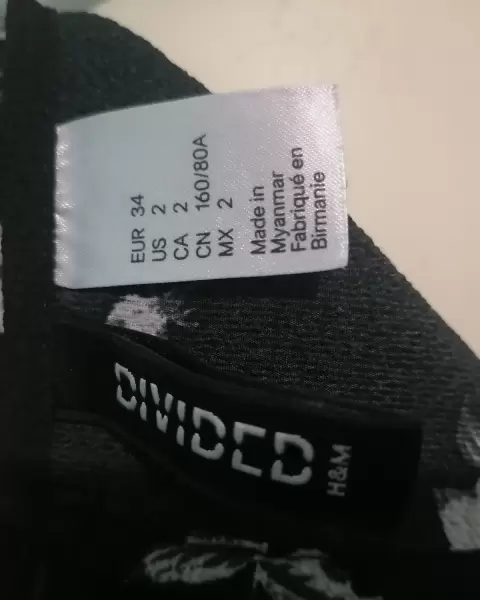 EUR 34
US 2
CA 2
CN 160/80A
MX 2
Made in
Myanmar
Fabriqué en
Birmanie
DIVIDED
H&M